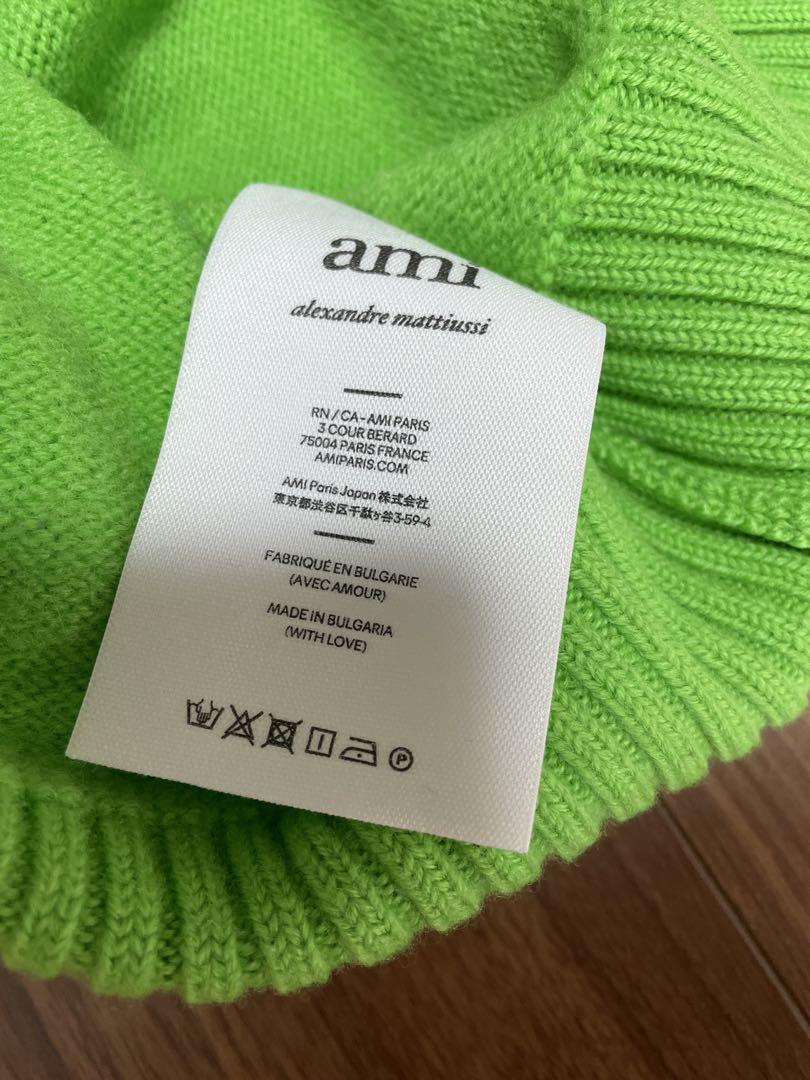 ami
alexandre mattiussi
RN / CA - AMI PARIS
3 COUR BERARD
75004 PARIS FRANCE
AMIPARIS.COM
AMI Paris Japan 株式会社
東京都渋谷区千駄ヶ谷3-59-4
FABRIQUÉ EN BULGARIE
(AVEC AMOUR)
MADE IN BULGARIA
(WITH LOVE)
P